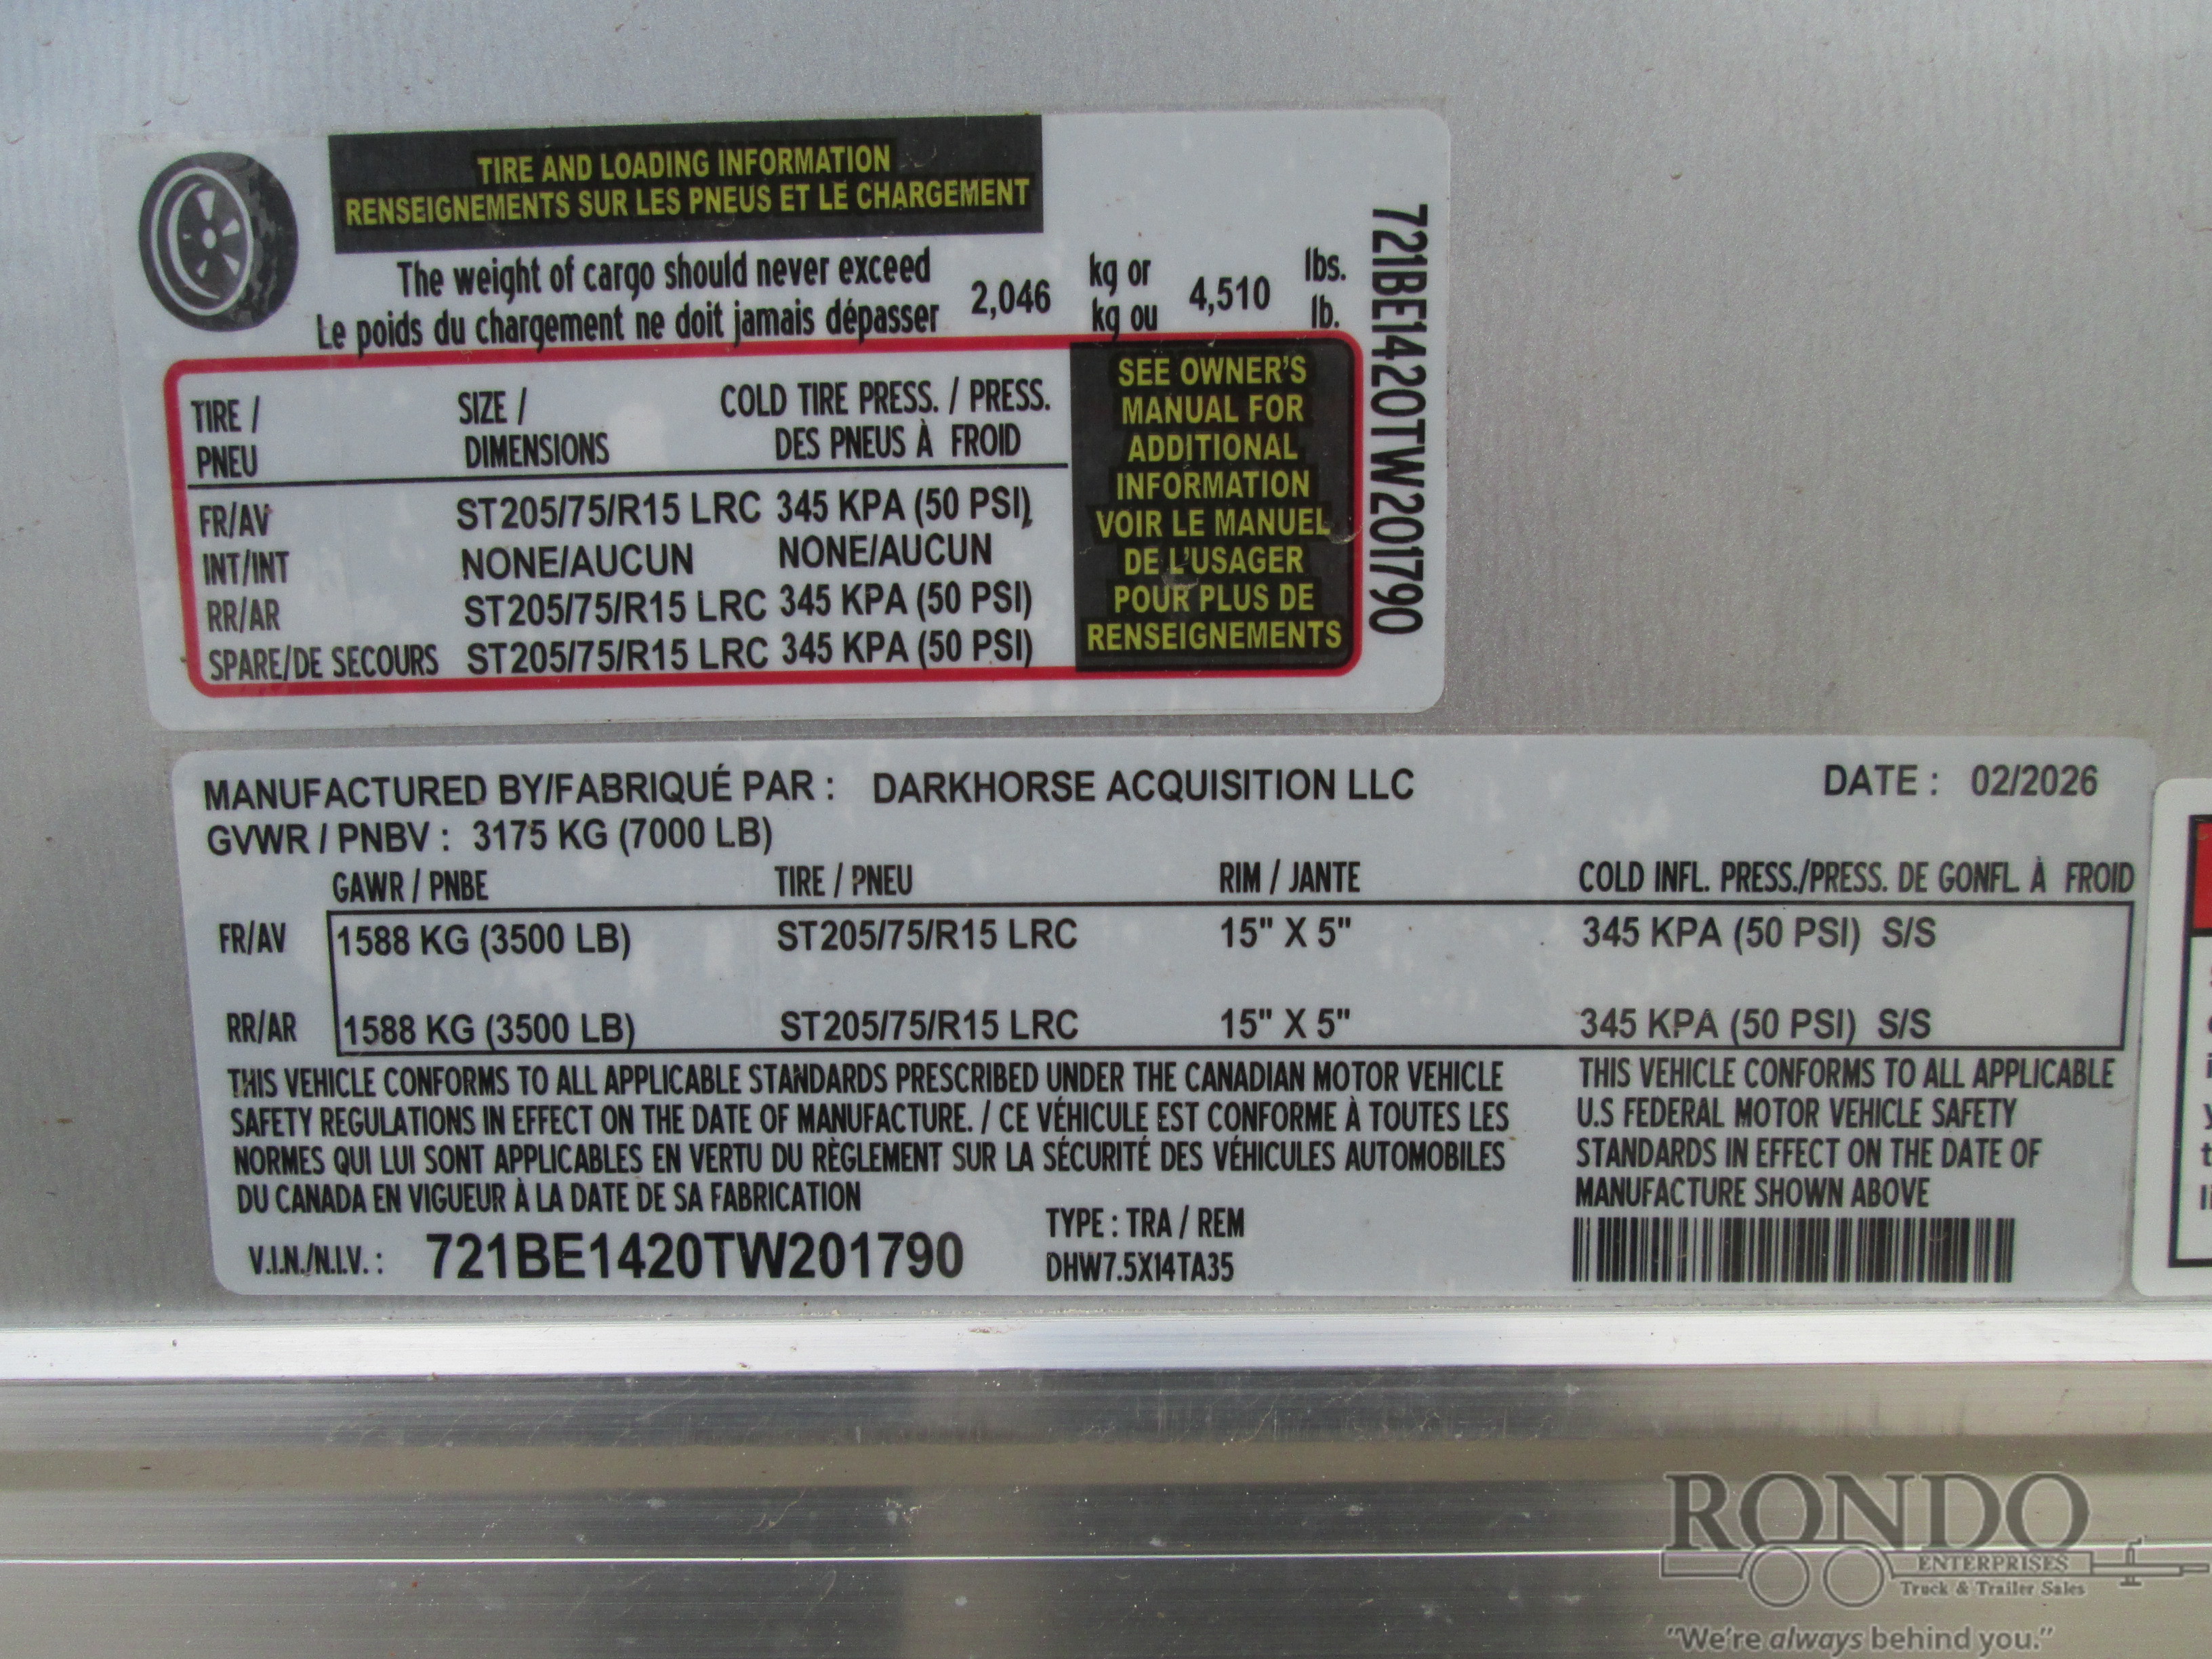 TIRE AND LOADING INFORMATION
RENSEIGNEMENTS SUR LES PNEUS ET LE CHARGEMENT
The weight of cargo should never exceed
Le poids du chargement ne doit jamais dépasser
2,046
kg or
kg ou
4,510
lbs.
lb.
721BE1420TW201790
TIRE / PNEU
SIZE / DIMENSIONS
COLD TIRE PRESS. / PRESS. DES PNEUS À FROID
FR/AV ST205/75/R15 LRC 345 KPA (50 PSI)
INT/INT NONE/AUCUN NONE/AUCUN
RR/AR ST205/75/R15 LRC 345 KPA (50 PSI)
SPARE/DE SECOURS ST205/75/R15 LRC 345 KPA (50 PSI)
SEE OWNER'S
MANUAL FOR
ADDITIONAL
INFORMATION
VOIR LE MANUEL
DE L'USAGER
POUR PLUS DE
RENSEIGNEMENTS
MANUFACTURED BY/FABRIQUÉ PAR : DARKHORSE ACQUISITION LLC DATE : 02/2026
GVWR / PNBV : 3175 KG (7000 LB)
GAWR / PNBE TIRE / PNEU RIM / JANTE COLD INFL. PRESS./PRESS. DE GONFL. À FROID
FR/AV 1588 KG (3500 LB) ST205/75/R15 LRC 15" X 5" 345 KPA (50 PSI) S/S
RR/AR 1588 KG (3500 LB) ST205/75/R15 LRC 15" X 5" 345 KPA (50 PSI) S/S
THIS VEHICLE CONFORMS TO ALL APPLICABLE STANDARDS PRESCRIBED UNDER THE CANADIAN MOTOR VEHICLE
SAFETY REGULATIONS IN EFFECT ON THE DATE OF MANUFACTURE. / CE VÉHICULE EST CONFORME À TOUTES LES
NORMES QUI LUI SONT APPLICABLES EN VERTU DU RÈGLEMENT SUR LA SÉCURITÉ DES VÉHICULES AUTOMOBILES
DU CANADA EN VIGUEUR À LA DATE DE SA FABRICATION
THIS VEHICLE CONFORMS TO ALL APPLICABLE
U.S FEDERAL MOTOR VEHICLE SAFETY
STANDARDS IN EFFECT ON THE DATE OF
MANUFACTURE SHOWN ABOVE
V.I.N./N.I.V. : 721BE1420TW201790
TYPE : TRA / REM
DHW7.5X14TA35
RONDO
ENTERPRISES
Truck & Trailer Sales
"We're always behind you."